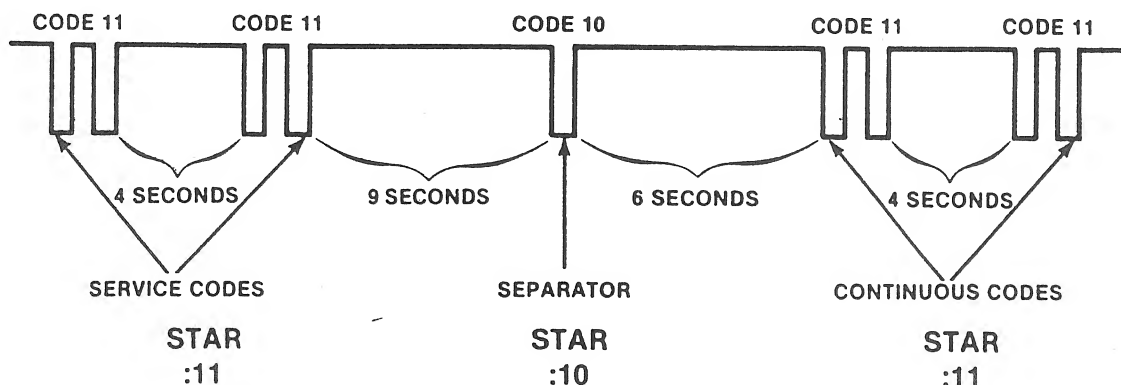 CODE 11 CODE 11 CODE 10 CODE 11 CODE 11
4 SECONDS 9 SECONDS 6 SECONDS 4 SECONDS
SERVICE CODES SEPARATOR CONTINUOUS CODES
STAR STAR STAR
:11 :10 :11